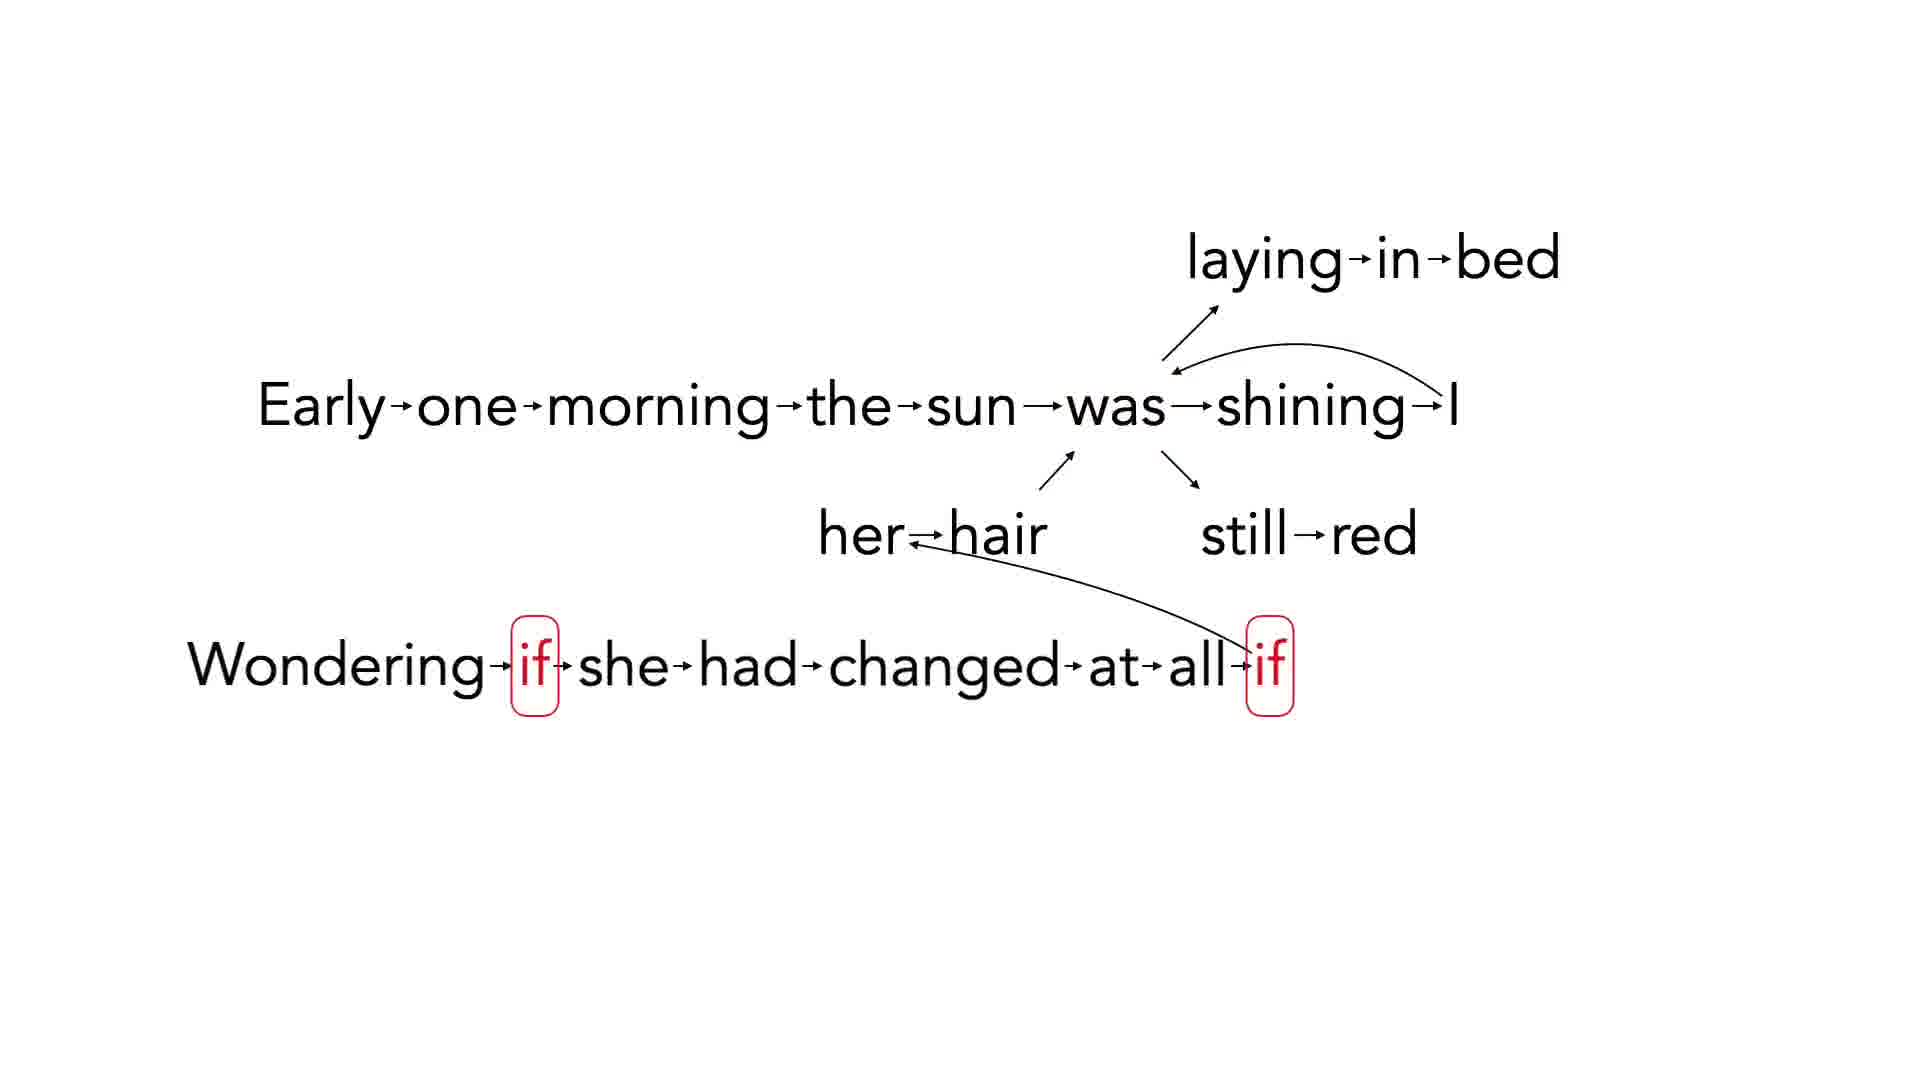 laying in bed
Early one morning the sun was shining I
her hair still red
Wondering if she had changed at all if